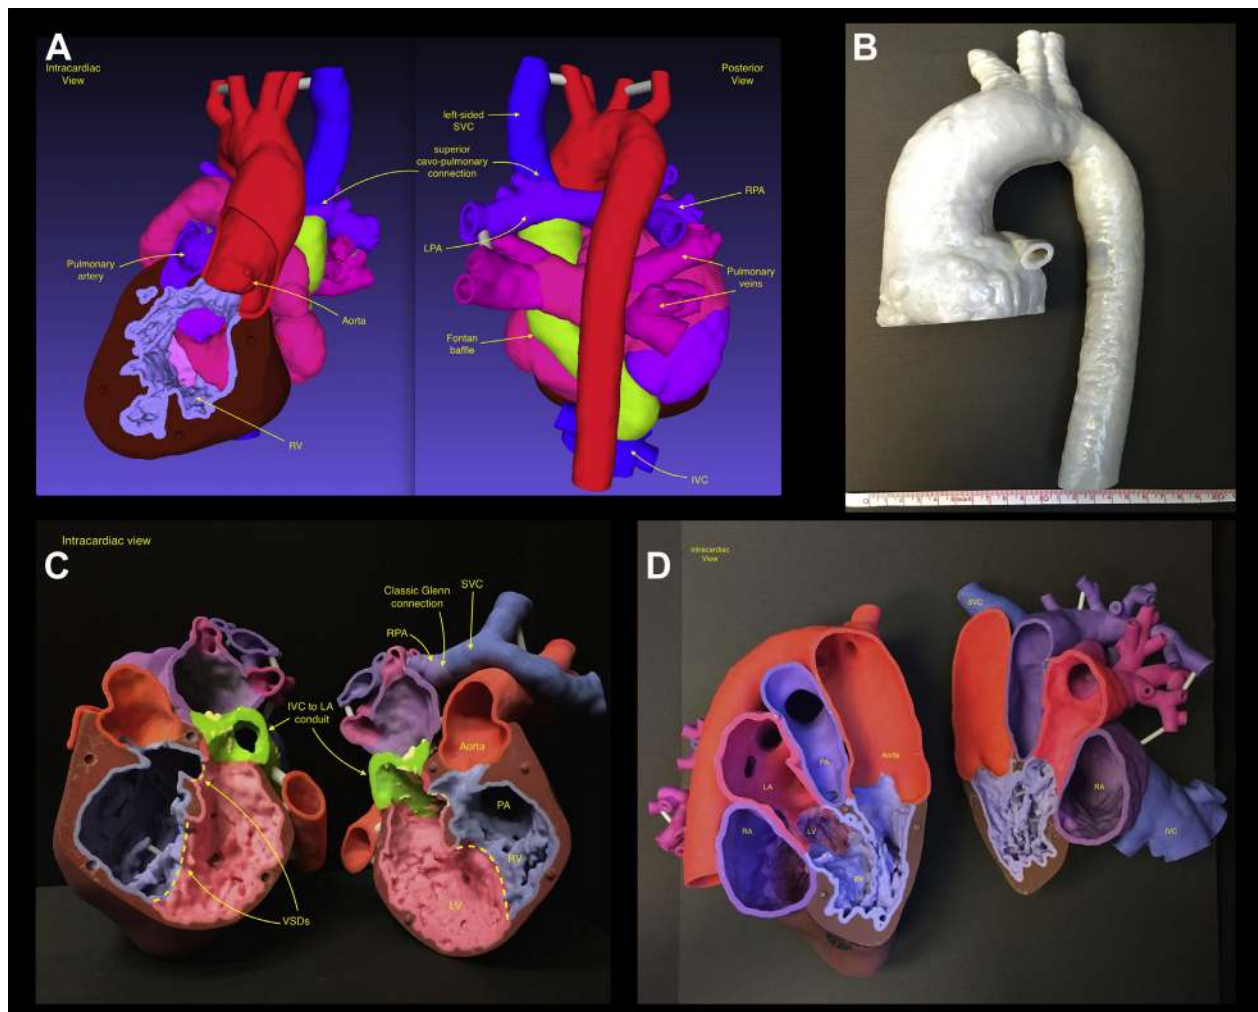 A
Intracardiac
View
Posterior
View
left-sided
SVC
superior
cavo-pulmonary
connection
RPA
LPA
Pulmonary
artery
Pulmonary
veins
Aorta
Fontan
baffle
RV
IVC
B
Intracardiac view
C
SVC
Classic Glenn
connection
RPA
IVC to LA
conduit
Aorta
PA
RV
LV
VSDs
Intracardiac
View
D
SVC
PA
Aorta
LA
RA
LV
RV
RA
IVC